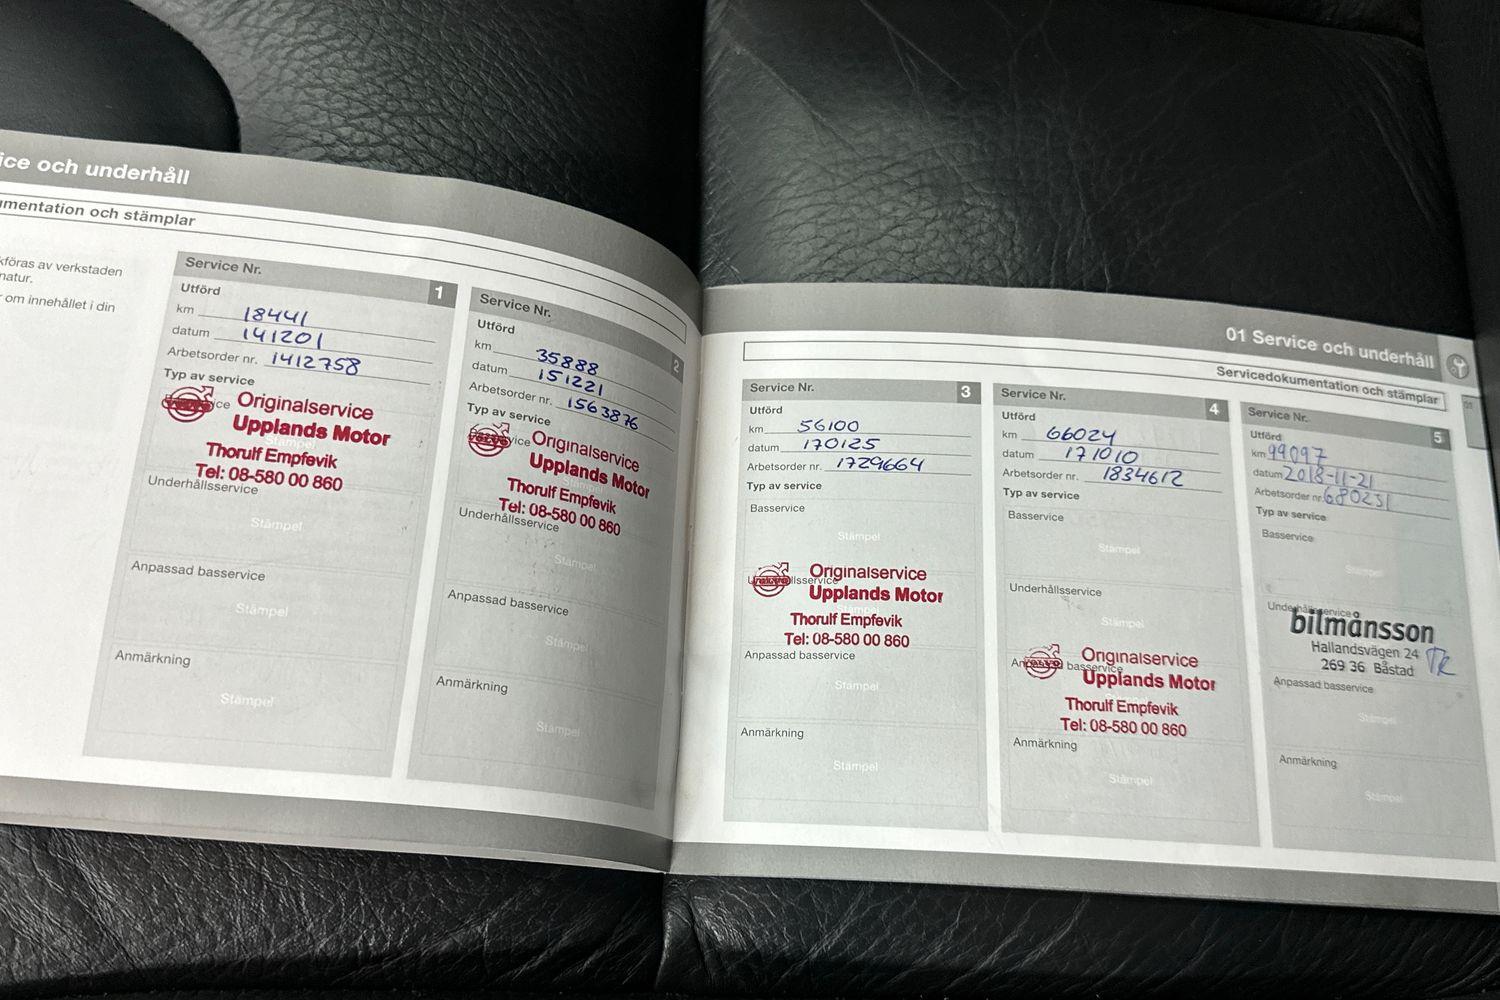 ice och underhåll
umentation och stämplar
kföras av verkstaden
natur.
r om innehållet i din
Service Nr. 1
Utförd
km 18441
datum 141201
Arbetsorder nr. 1412758
Typ av service
VOLVO
Originalservice
Upplands Motor
Thorulf Empfevik
Tel: 08-580 00 860
Stämpel
Underhållsservice
Stämpel
Anpassad basservice
Stämpel
Anmärkning
Stämpel
Service Nr. 2
Utförd
km 35888
datum 151221
Arbetsorder nr. 1563876
Typ av service
VOLVO
Originalservice
Upplands Motor
Thorulf Empfevik
Tel: 08-580 00 860
Underhållsservice
Stämpel
Anpassad basservice
Stämpel
Anmärkning
Stämpel
01 Service och underhåll
Servicedokumentation och stämplar
01
Service Nr. 3
Utförd
km 56100
datum 170125
Arbetsorder nr. 1729664
Typ av service
Basservice
Stämpel
VOLVO
Originalservice
Upplands Motor
Thorulf Empfevik
Tel: 08-580 00 860
Anpassad basservice
Stämpel
Anmärkning
Stämpel
Service Nr. 4
Utförd
km 66024
datum 171010
Arbetsorder nr. 1834612
Typ av service
Basservice
Stämpel
Underhållsservice
Stämpel
Anpassad basservice
VOLVO
Originalservice
Upplands Motor
Thorulf Empfevik
Tel: 08-580 00 860
Anmärkning
Stämpel
Service Nr. 5
Utförd
km 99097
datum 2018-11-21
Arbetsorder nr. 680231
Typ av service
Basservice
Stämpel
Underhållsservice
bilmånsson
Hallandsvägen 24
269 36 Båstad
Anpassad basservice
Stämpel
Anmärkning
Stämpel